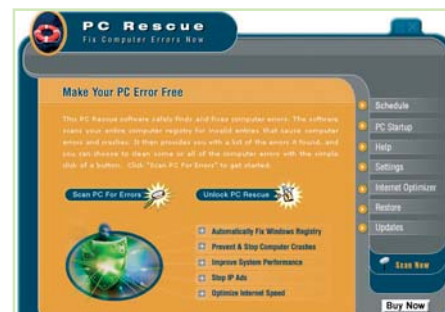 PC Rescue
Fix Computer Errors Now
Make Your PC Error Free
This PC Rescue software safely finds and fixes computer errors. The software
scans your entire computer registry for invalid entries that cause computer
errors and crashes. It then provides you with a list of the errors it found, and
you can choose to clean some or all of the computer errors with the simple
click of a button. Click "Scan PC For Errors" to get started.
Scan PC For Errors
Unlock PC Rescue
Automatically Fix Windows Registry
Prevent & Stop Computer Crashes
Improve System Performance
Stop IP Ads
Optimize Internet Speed
Schedule
PC Startup
Help
Settings
Internet Optimizer
Restore
Updates
Scan Now
Buy Now